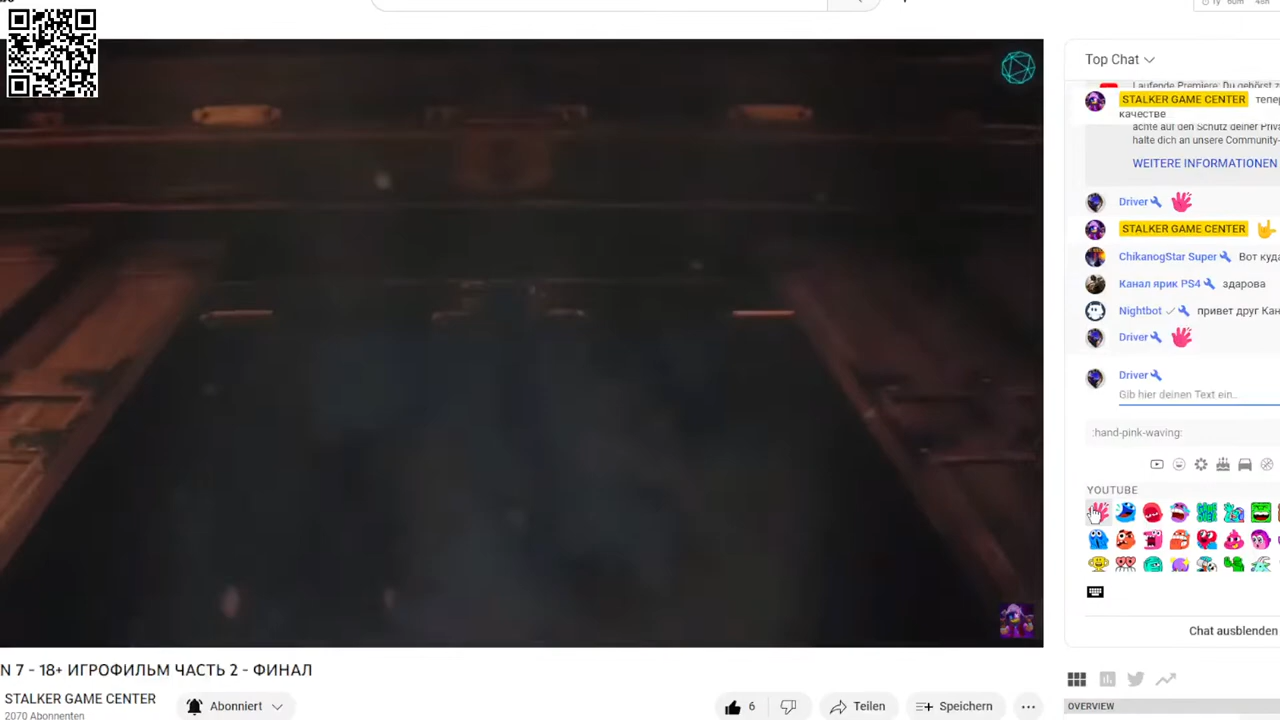 Top Chat
Laufende Premiere: Du gehörst z
STALKER GAME CENTER тепер
качестве
achte auf den Schutz deiner Priva
halte dich an unsere Community-
WEITERE INFORMATIONEN
Driver
STALKER GAME CENTER
ChikanogStar Super Вот куда
Канал ярик PS4 здарова
Nightbot привет друг Кан
Driver
Driver
Gib hier deinen Text ein...
:hand-pink-waving:
YOUTUBE
Chat ausblenden
N 7 - 18+ ИГРОФИЛЬМ ЧАСТЬ 2 - ФИНАЛ
STALKER GAME CENTER
2070 Abonnenten
Abonniert
6
Teilen
Speichern
OVERVIEW